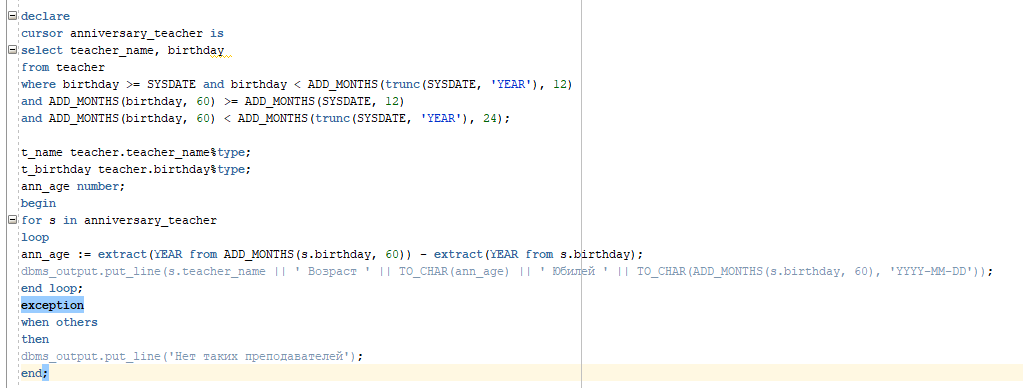 declare
cursor anniversary_teacher is
select teacher_name, birthday
from teacher
where birthday >= SYSDATE and birthday < ADD_MONTHS(trunc(SYSDATE, 'YEAR'), 12)
and ADD_MONTHS(birthday, 60) >= ADD_MONTHS(SYSDATE, 12)
and ADD_MONTHS(birthday, 60) < ADD_MONTHS(trunc(SYSDATE, 'YEAR'), 24);
t_name teacher.teacher_name%type;
t_birthday teacher.birthday%type;
ann_age number;
begin
for s in anniversary_teacher
loop
ann_age := extract(YEAR from ADD_MONTHS(s.birthday, 60)) - extract(YEAR from s.birthday);
dbms_output.put_line(s.teacher_name || ' Возраст ' || TO_CHAR(ann_age) || ' Юбилей ' || TO_CHAR(ADD_MONTHS(s.birthday, 60), 'YYYY-MM-DD'));
end loop;
exception
when others
then
dbms_output.put_line('Нет таких преподавателей');
end;